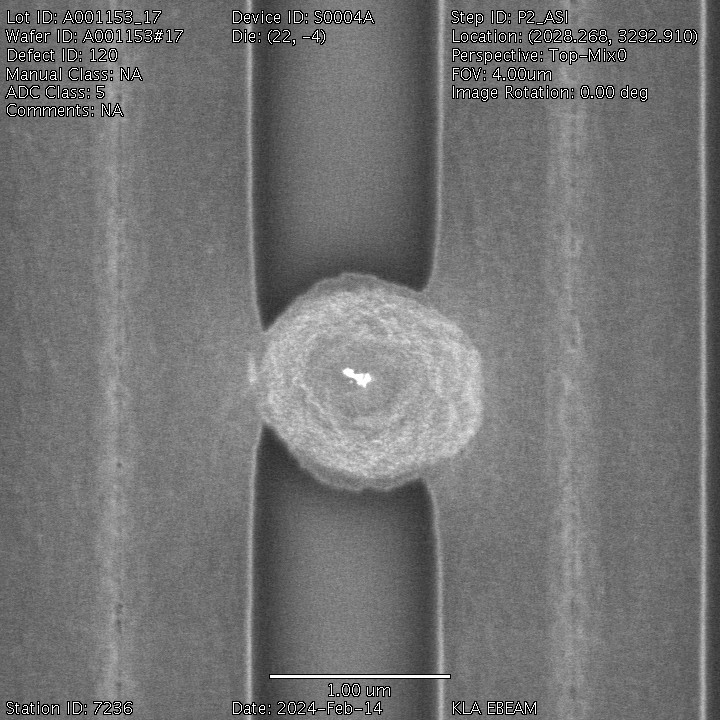 Lot ID: A001153_17
Device ID: S0004A
Step ID: P2_ASI
Wafer ID: A001153#17
Die: (22, -4)
Location: (2028.268, 3292.910)
Defect ID: 120
Perspective: Top-Mix0
Manual Class: NA
FOV: 4.00um
ADC Class: 5
Image Rotation: 0.00 deg
Comments: NA
1.00 um
Station ID: 7236
Date: 2024-Feb-14
KLA EBEAM